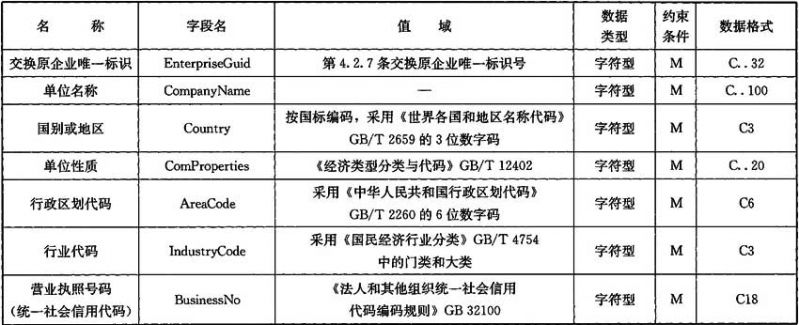 名 称 字段名 值 域 数据类型 约束条件 数据格式
交换原企业唯一标识 EnterpriseGuid 第4.2.7条交换原企业唯一标识号 字符型 M C..32
单位名称 CompanyName — 字符型 M C..100
国别或地区 Country 按国标编码，采用《世界各国和地区名称代码》 字符型 M C3
GB/T 2659 的3位数字码
单位性质 ComProperties 《经济类型分类与代码》GB/T 12402 字符型 M C..20
行政区划代码 AreaCode 采用《中华人民共和国行政区划代码》 字符型 M C6
GB/T 2260 的6位数字码
行业代码 IndustryCode 采用《国民经济行业分类》GB/T 4754 字符型 M C3
中的门类和大类
营业执照号码 BusinessNo 《法人和其他组织统一社会信用 字符型 M C18
(统一社会信用代码) 代码编码规则》GB 32100